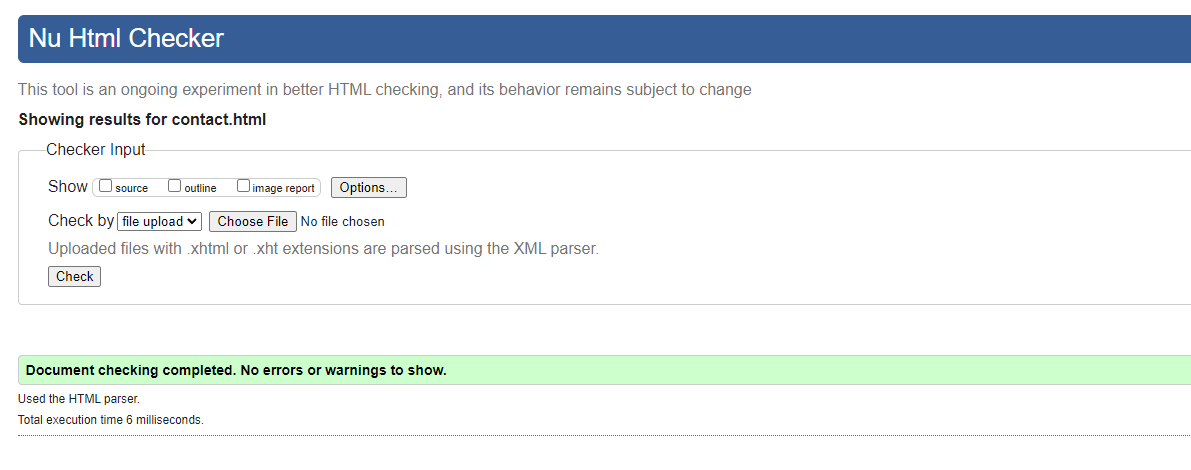 Nu Html Checker
This tool is an ongoing experiment in better HTML checking, and its behavior remains subject to change
Showing results for contact.html
Checker Input
Show source outline image report Options...
Check by file upload Choose File No file chosen
Uploaded files with .xhtml or .xht extensions are parsed using the XML parser.
Check
Document checking completed. No errors or warnings to show.
Used the HTML parser.
Total execution time 6 milliseconds.